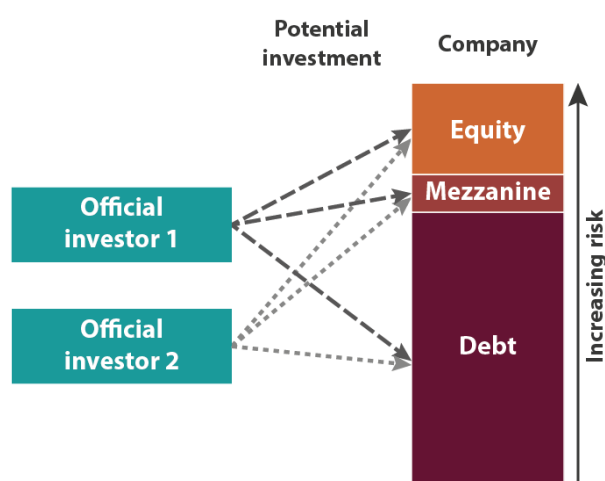 Potential
investment
Company
Equity
Mezzanine
Debt
Official
investor 1
Official
investor 2
Increasing risk